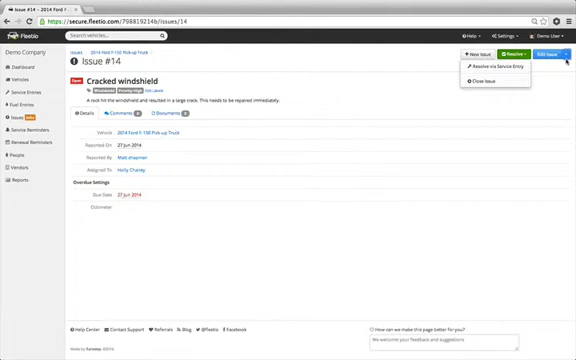 Issue #14 - 2014 Ford F
https://secure.fleetio.com/798819214b/issues/14
Fleetio
Search vehicles...
Help
Settings
Demo User
Demo Company
Dashboard
Vehicles
Service Entries
Fuel Entries
Issues
Service Reminders
Renewal Reminders
People
Vendors
Reports
Issues
2014 Ford F-150 Pick-up Truck
Issue #14
New Issue
Resolve
Edit Issue
Resolve via Service Entry
Close Issue
Open
Cracked windshield
A rock hit the windshield and resulted in a large crack. This needs to be repaired immediately.
Details
Comments 0
Documents 0
Vehicle
2014 Ford F-150 Pick-up Truck
Reported On
27 Jun 2014
Reported By
Matt chapman
Assigned To
Holly Chaney
Overdue Settings
Due Date
27 Jun 2014
Odometer
Help Center
Contact Support
Referrals
Blog
@fleetio
Facebook
How can we make this page better for you?
We welcome your feedback and suggestions